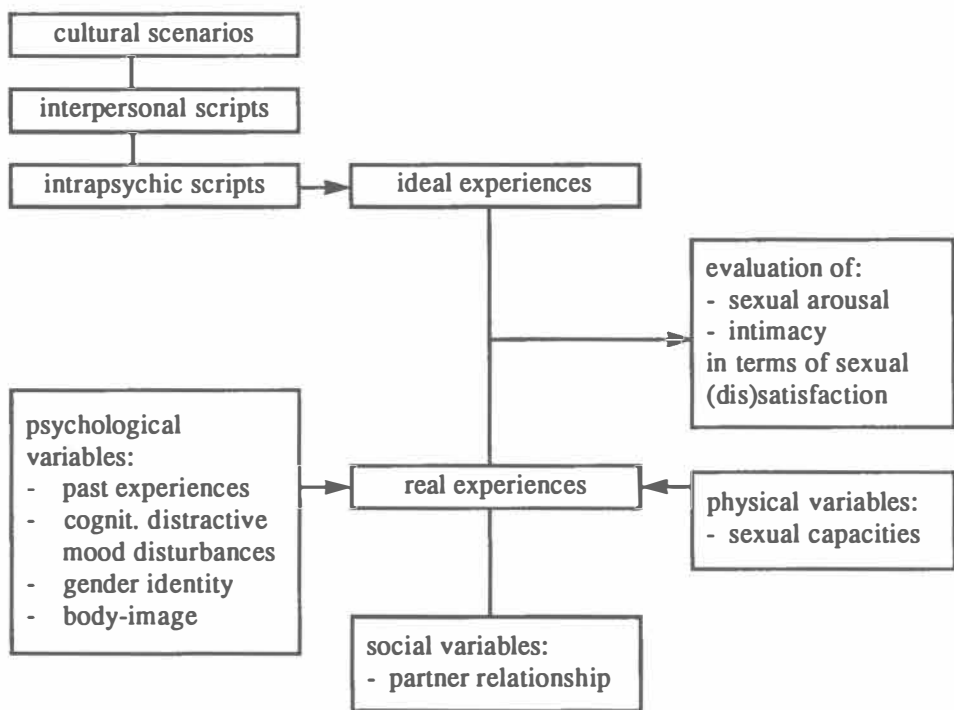 cultural scenarios
interpersonal scripts
intrapsychic scripts
ideal experiences
evaluation of:
- sexual arousal
- intimacy
in terms of sexual
(dis)satisfaction
psychological
variables:
- past experiences
- cognit. distractive
mood disturbances
- gender identity
- body-image
real experiences
physical variables:
- sexual capacities
social variables:
- partner relationship